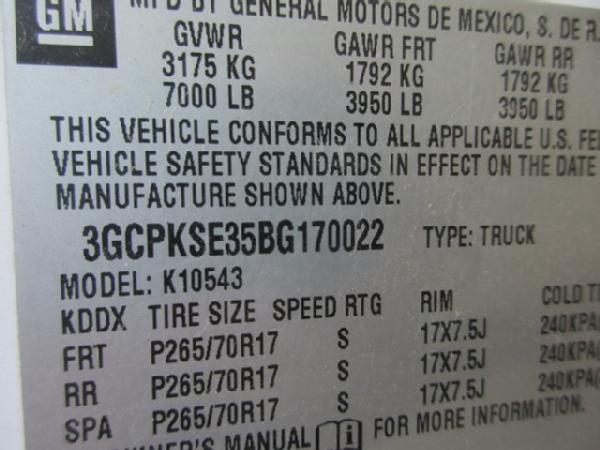 GM
MFD BY GENERAL MOTORS DE MEXICO, S. DE R.
GVWR GAWR FRT GAWR RR
3175 KG 1792 KG 1792 KG
7000 LB 3950 LB 3950 LB
THIS VEHICLE CONFORMS TO ALL APPLICABLE U.S. FE
VEHICLE SAFETY STANDARDS IN EFFECT ON THE DATE
MANUFACTURE SHOWN ABOVE.
3GCPKSE35BG170022 TYPE: TRUCK
MODEL: K10543
KDDX TIRE SIZE SPEED RTG RIM COLD TI
FRT P265/70R17 S 17X7.5J 240KPA(
RR P265/70R17 S 17X7.5J 240KPA(
SPA P265/70R17 S 17X7.5J 240KPA(
OWNER'S MANUAL i FOR MORE INFORMATION.